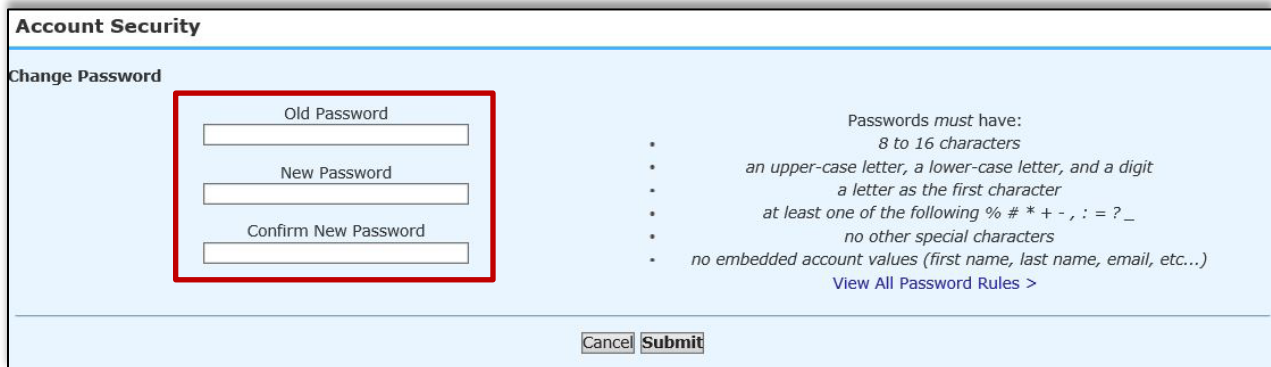 Account Security
Change Password
Old Password
New Password
Confirm New Password
Passwords must have:
• 8 to 16 characters
• an upper-case letter, a lower-case letter, and a digit
• a letter as the first character
• at least one of the following % # * + - , : = ? _
• no other special characters
• no embedded account values (first name, last name, email, etc...)
View All Password Rules >
Cancel Submit